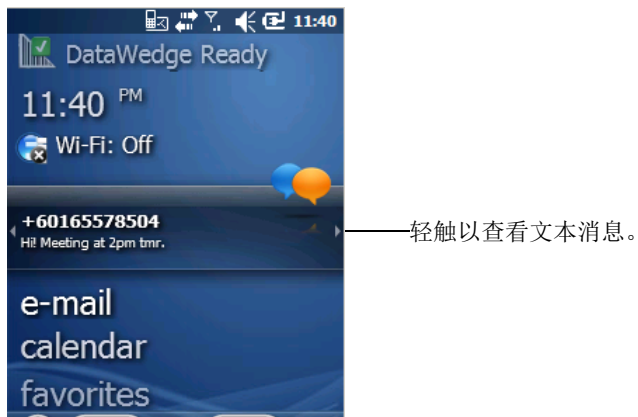 11:40
DataWedge Ready
11:40 PM
Wi-Fi: Off
+60165578504
Hi! Meeting at 2pm tmr.
轻触以查看文本消息。
e-mail
calendar
favorites